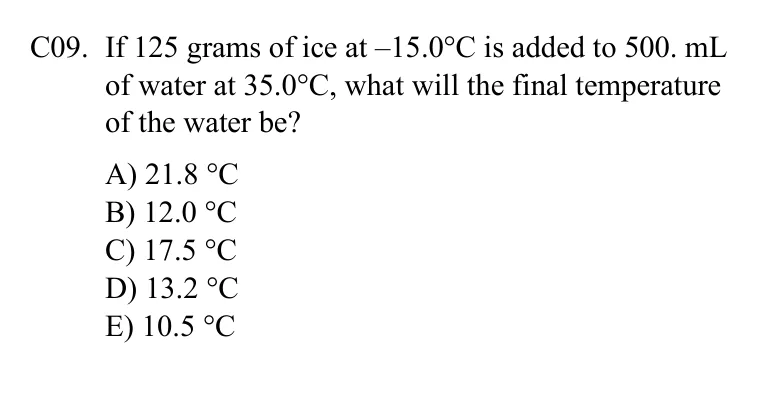 C09. If 125 grams of ice at –15.0°C is added to 500. mL
of water at 35.0°C, what will the final temperature
of the water be?
A) 21.8 °C
B) 12.0 °C
C) 17.5 °C
D) 13.2 °C
E) 10.5 °C